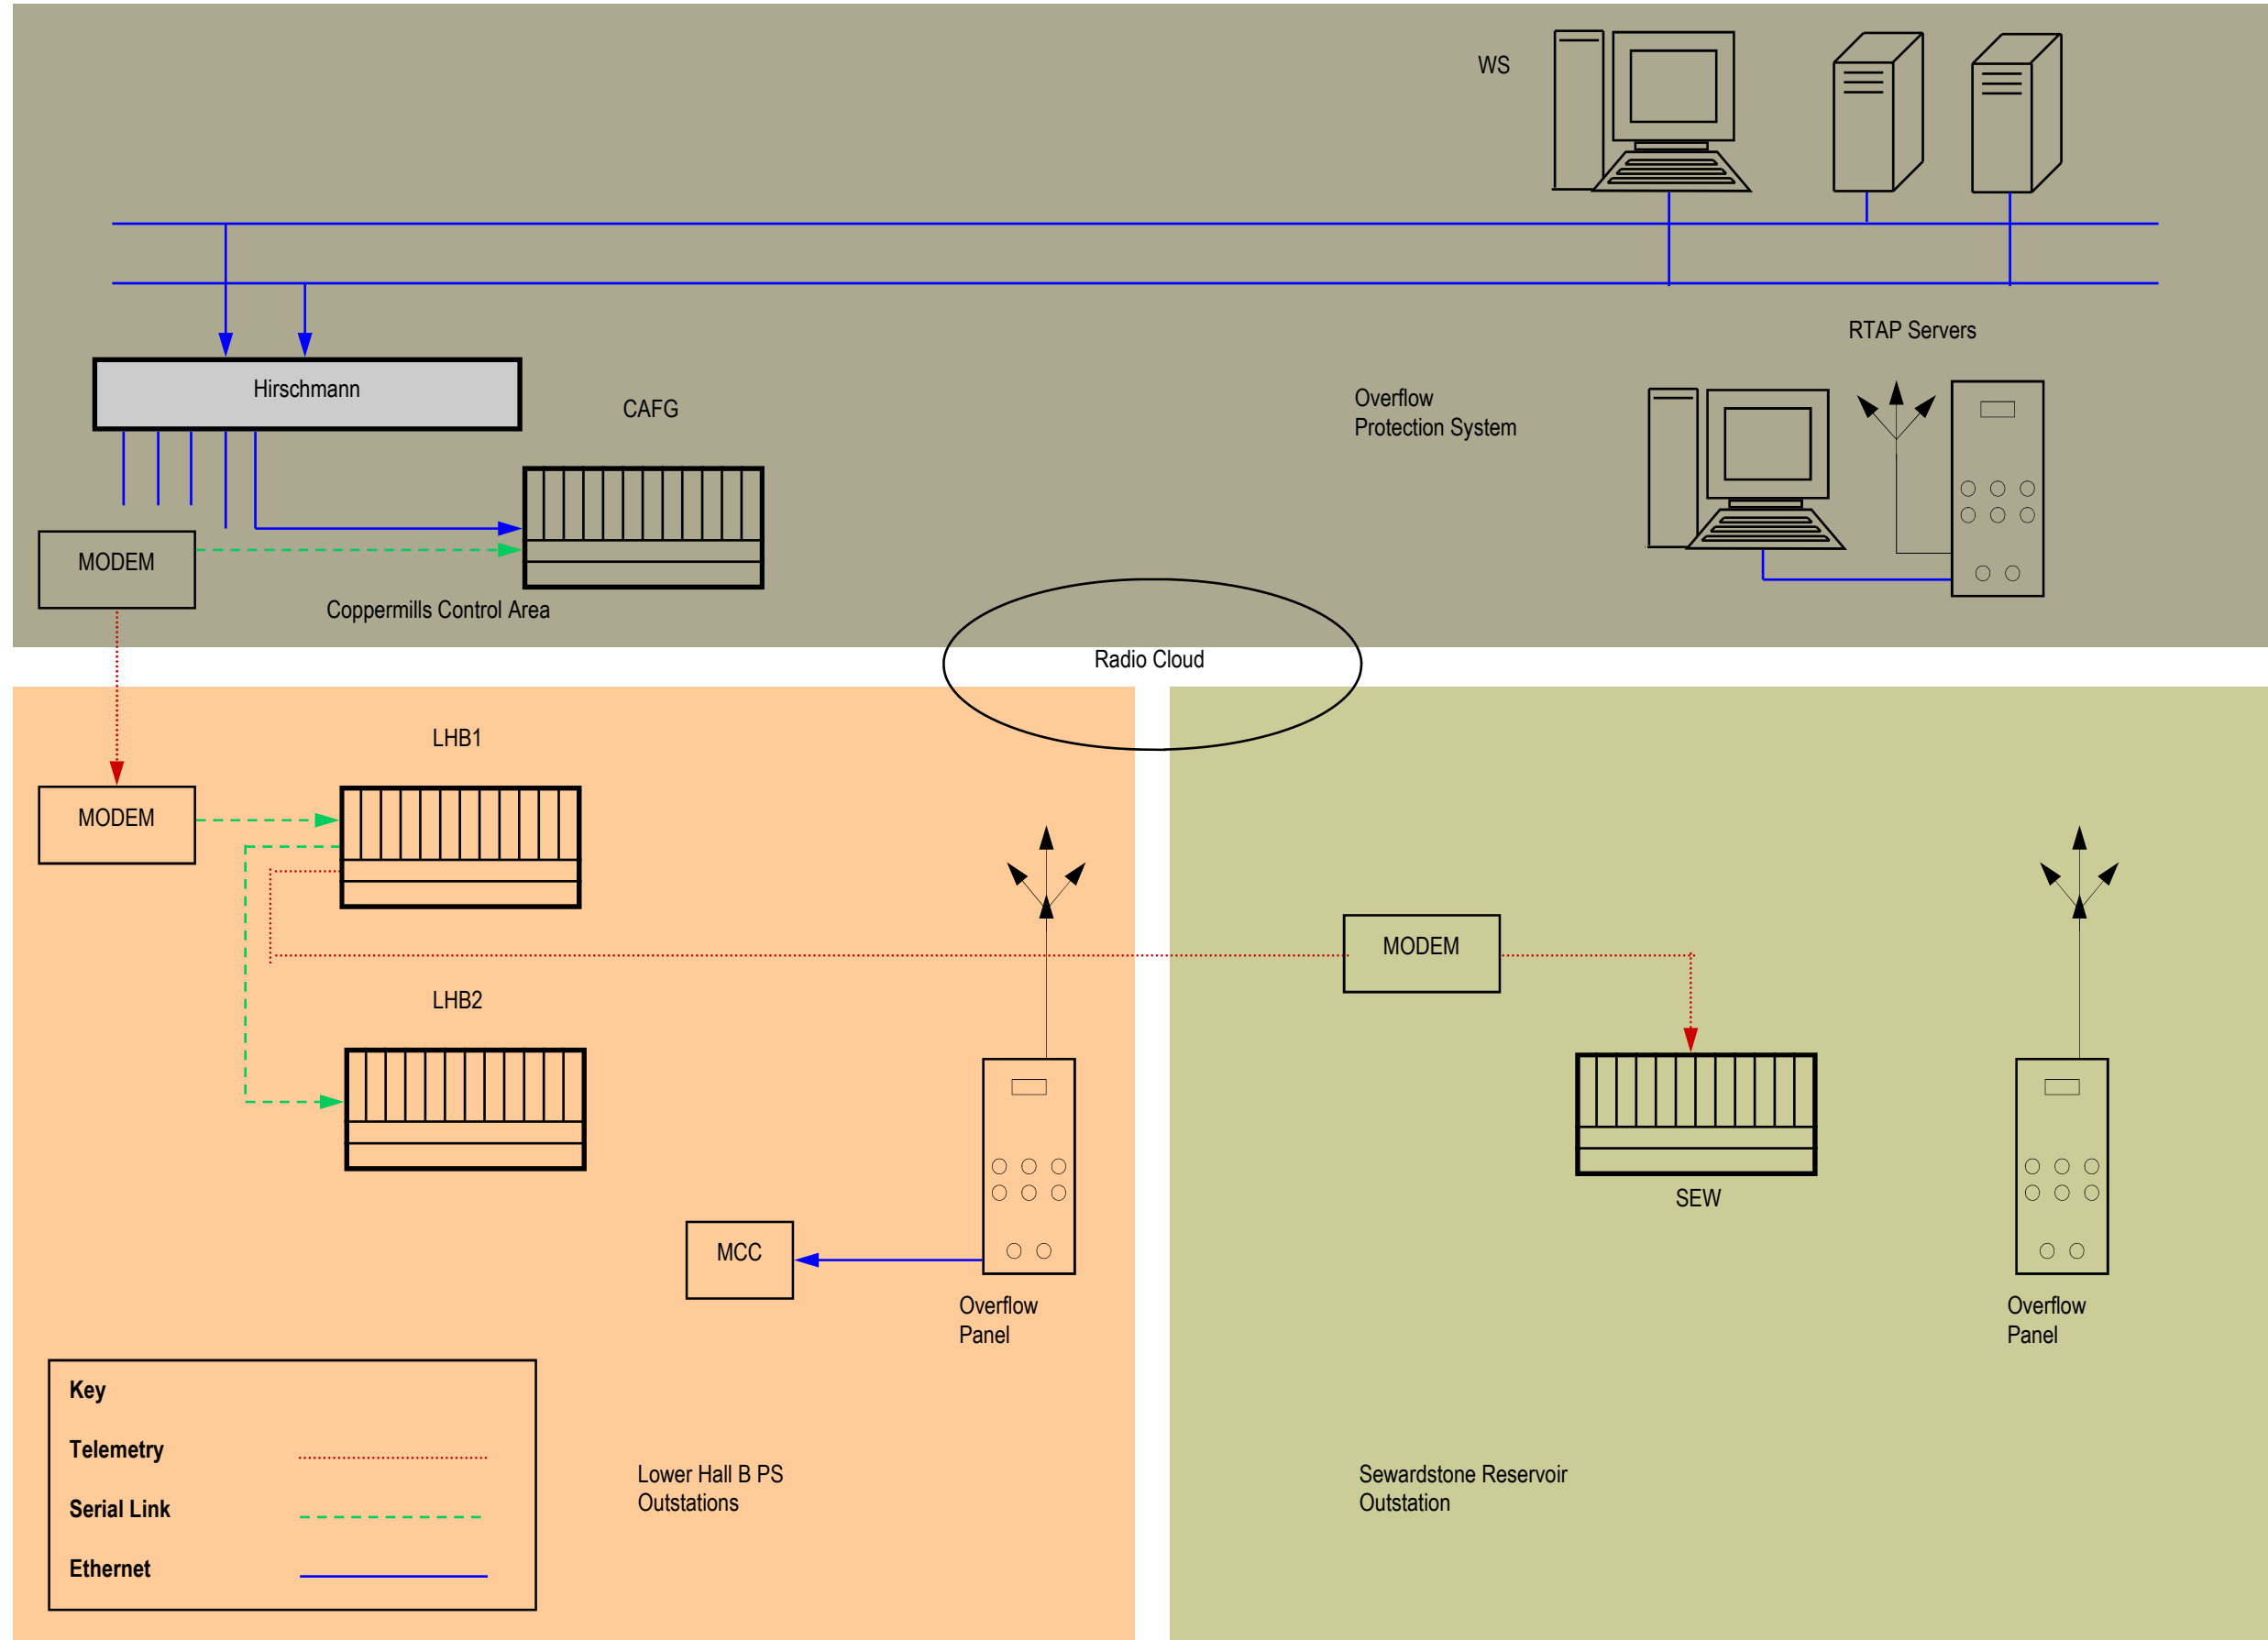 WS
RTAP Servers
Hirschmann
CAFG
Overflow
Protection System
MODEM
Coppermills Control Area
Radio Cloud
LHB1
MODEM
MODEM
LHB2
SEW
MCC
Overflow
Panel
Overflow
Panel
Key
Telemetry
Serial Link
Ethernet
Lower Hall B PS
Outstations
Sewardstone Reservoir
Outstation